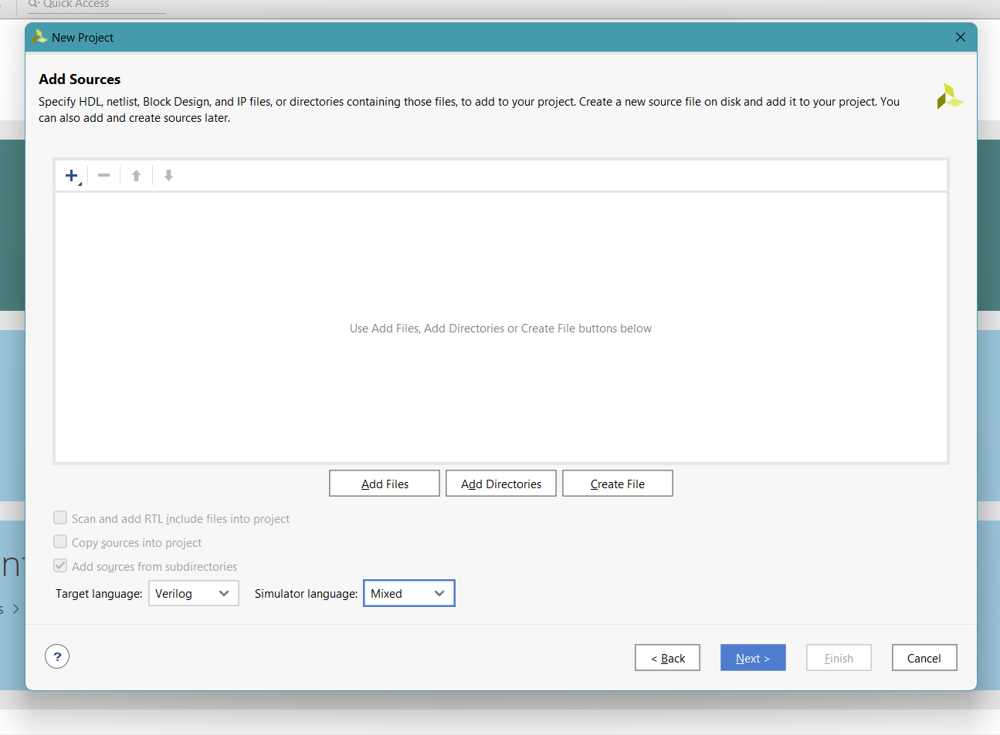 Quick Access
New Project
Add Sources
Specify HDL, netlist, Block Design, and IP files, or directories containing those files, to add to your project. Create a new source file on disk and add it to your project. You
can also add and create sources later.
Use Add Files, Add Directories or Create File buttons below
Add Files
Add Directories
Create File
Scan and add RTL include files into project
Copy sources into project
Add sources from subdirectories
Target language: Verilog
Simulator language: Mixed
?
< Back
Next >
Finish
Cancel